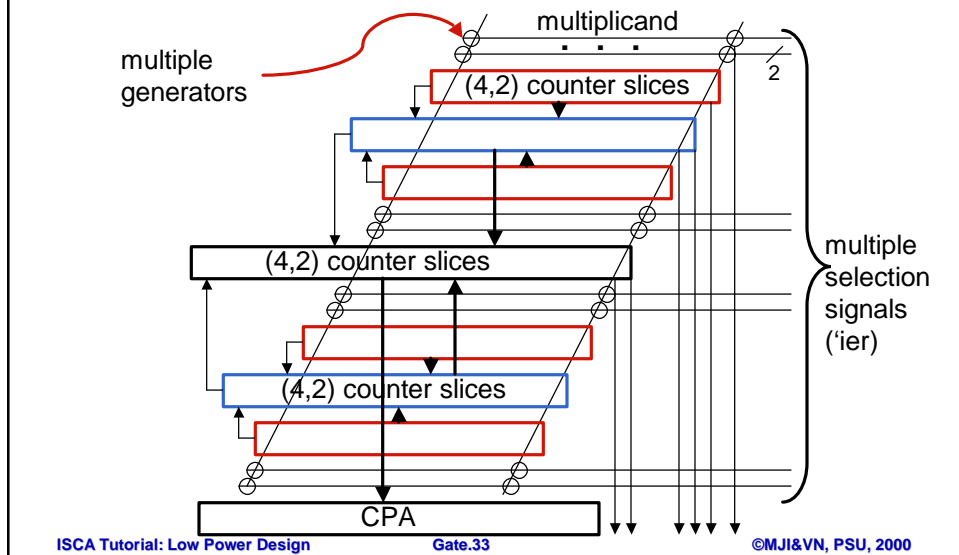 multiplicand
. . .
multiple
generators
2
(4,2) counter slices
(4,2) counter slices
multiple
selection
signals
('ier)
(4,2) counter slices
CPA
ISCA Tutorial: Low Power Design
Gate.33
©MJI&VN, PSU, 2000